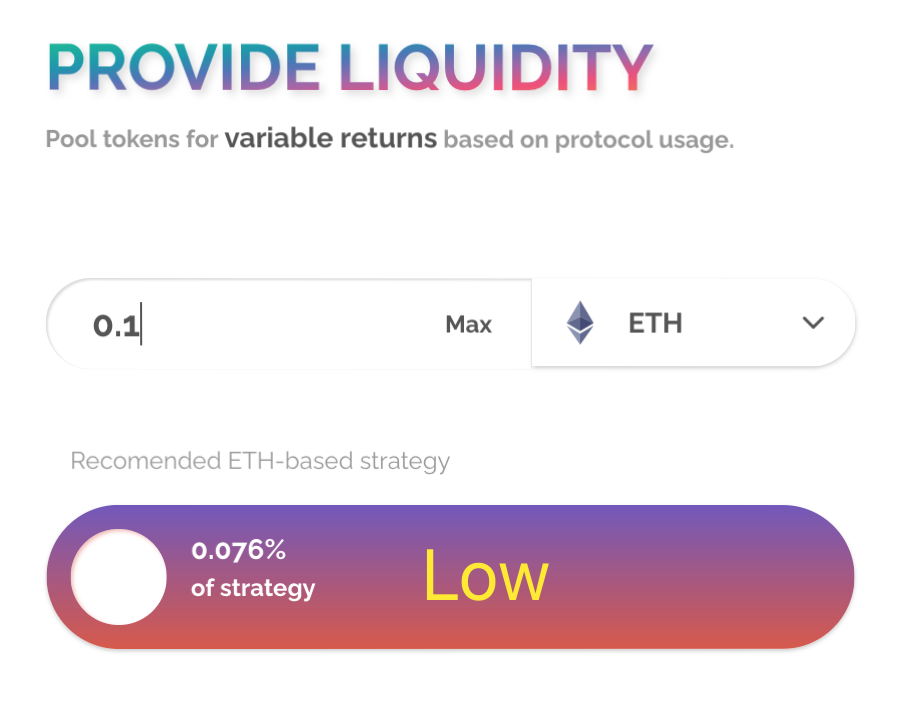 PROVIDE LIQUIDITY
Pool tokens for variable returns based on protocol usage.
0.1 Max ETH
Recomended ETH-based strategy
0.076%
of strategy
Low